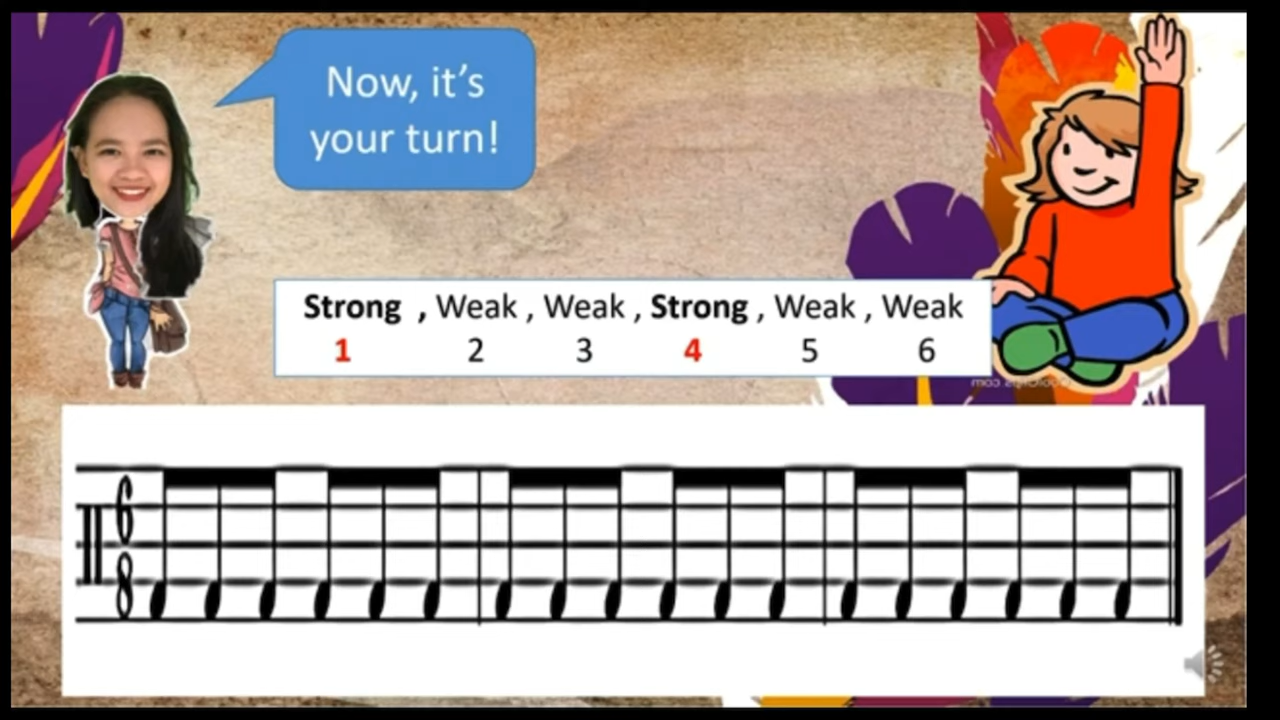 Now, it's
your turn!
Strong , Weak , Weak , Strong , Weak , Weak
1 2 3 4 5 6
6
8